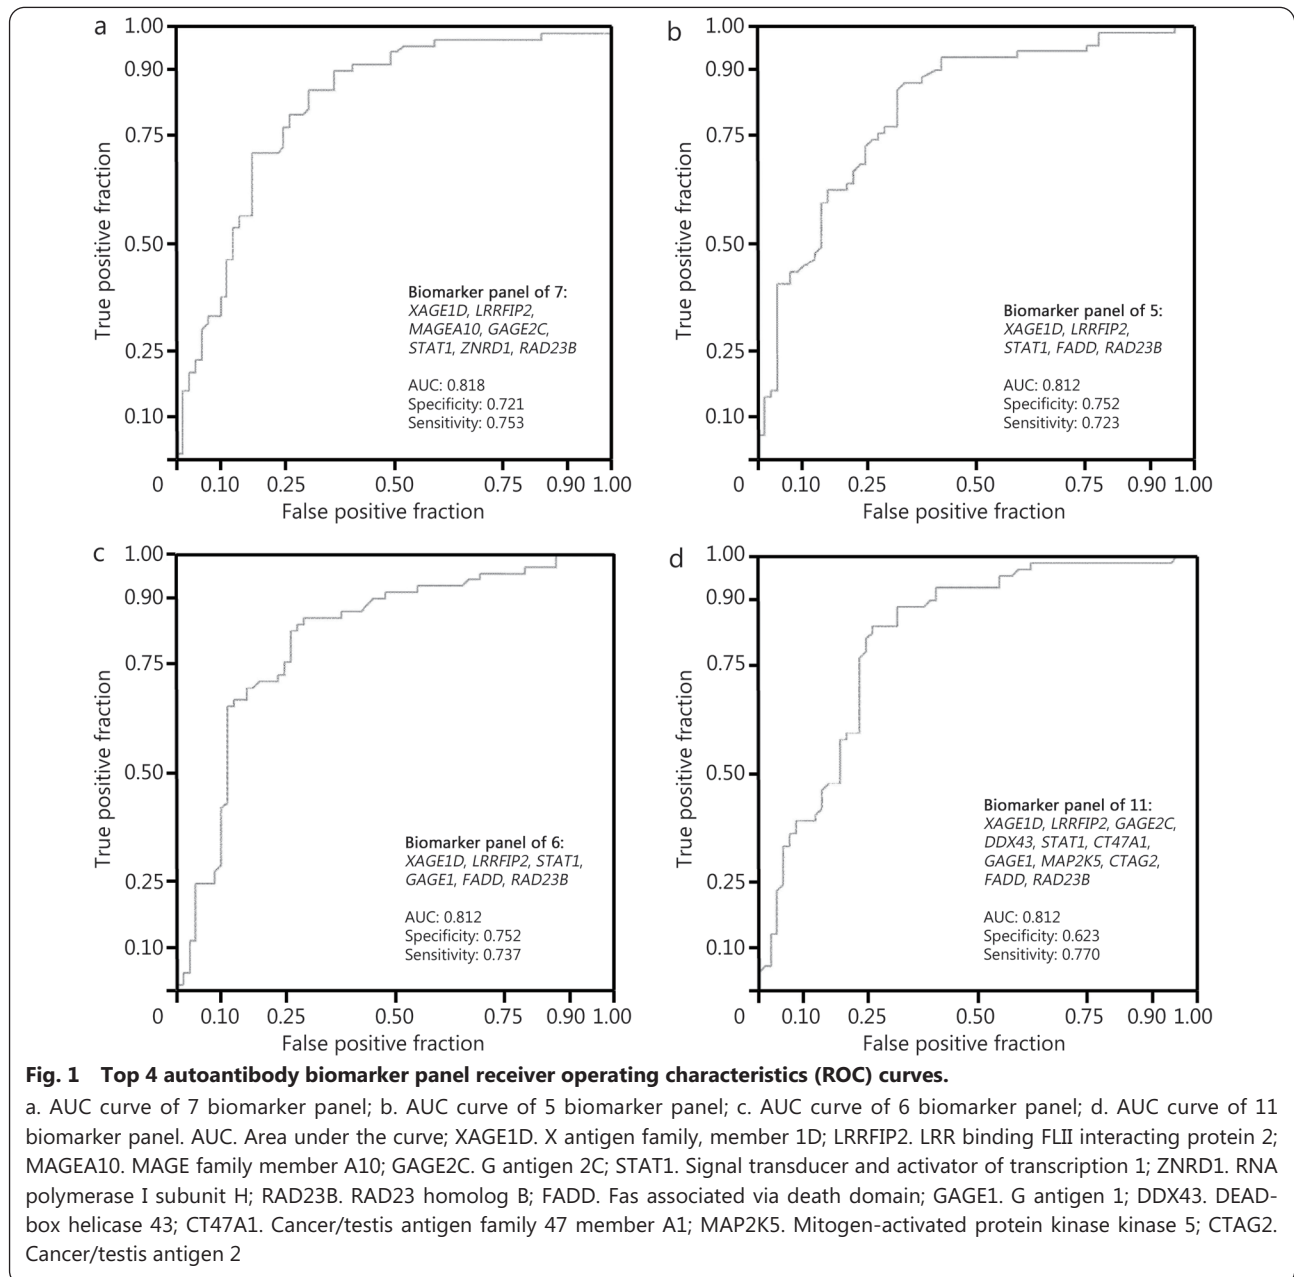 a
1.00
0.90
0.75
0.50
0.25
0.10
True positive fraction
Biomarker panel of 7:
XAGE1D, LRRFIP2,
MAGEA10, GAGE2C,
STAT1, ZNRD1, RAD23B
AUC: 0.818
Specificity: 0.721
Sensitivity: 0.753
0 0.10 0.25 0.50 0.75 0.90 1.00
False positive fraction
b
1.00
0.90
0.75
0.50
0.25
0.10
True positive fraction
Biomarker panel of 5:
XAGE1D, LRRFIP2,
STAT1, FADD, RAD23B
AUC: 0.812
Specificity: 0.752
Sensitivity: 0.723
0 0.10 0.25 0.50 0.75 0.90 1.00
False positive fraction
c
1.00
0.90
0.75
0.50
0.25
0.10
True positive fraction
Biomarker panel of 6:
XAGE1D, LRRFIP2, STAT1,
GAGE1, FADD, RAD23B
AUC: 0.812
Specificity: 0.752
Sensitivity: 0.737
0 0.10 0.25 0.50 0.75 0.90 1.00
False positive fraction
d
1.00
0.90
0.75
0.50
0.25
0.10
True positive fraction
Biomarker panel of 11:
XAGE1D, LRRFIP2, GAGE2C,
DDX43, STAT1, CT47A1,
GAGE1, MAP2K5, CTAG2,
FADD, RAD23B
AUC: 0.812
Specificity: 0.623
Sensitivity: 0.770
0 0.10 0.25 0.50 0.75 0.90 1.00
False positive fraction
Fig. 1 Top 4 autoantibody biomarker panel receiver operating characteristics (ROC) curves.
a. AUC curve of 7 biomarker panel; b. AUC curve of 5 biomarker panel; c. AUC curve of 6 biomarker panel; d. AUC curve of 11
biomarker panel. AUC. Area under the curve; XAGE1D. X antigen family, member 1D; LRRFIP2. LRR binding FLII interacting protein 2;
MAGEA10. MAGE family member A10; GAGE2C. G antigen 2C; STAT1. Signal transducer and activator of transcription 1; ZNRD1. RNA
polymerase I subunit H; RAD23B. RAD23 homolog B; FADD. Fas associated via death domain; GAGE1. G antigen 1; DDX43. DEAD-
box helicase 43; CT47A1. Cancer/testis antigen family 47 member A1; MAP2K5. Mitogen-activated protein kinase kinase 5; CTAG2.
Cancer/testis antigen 2